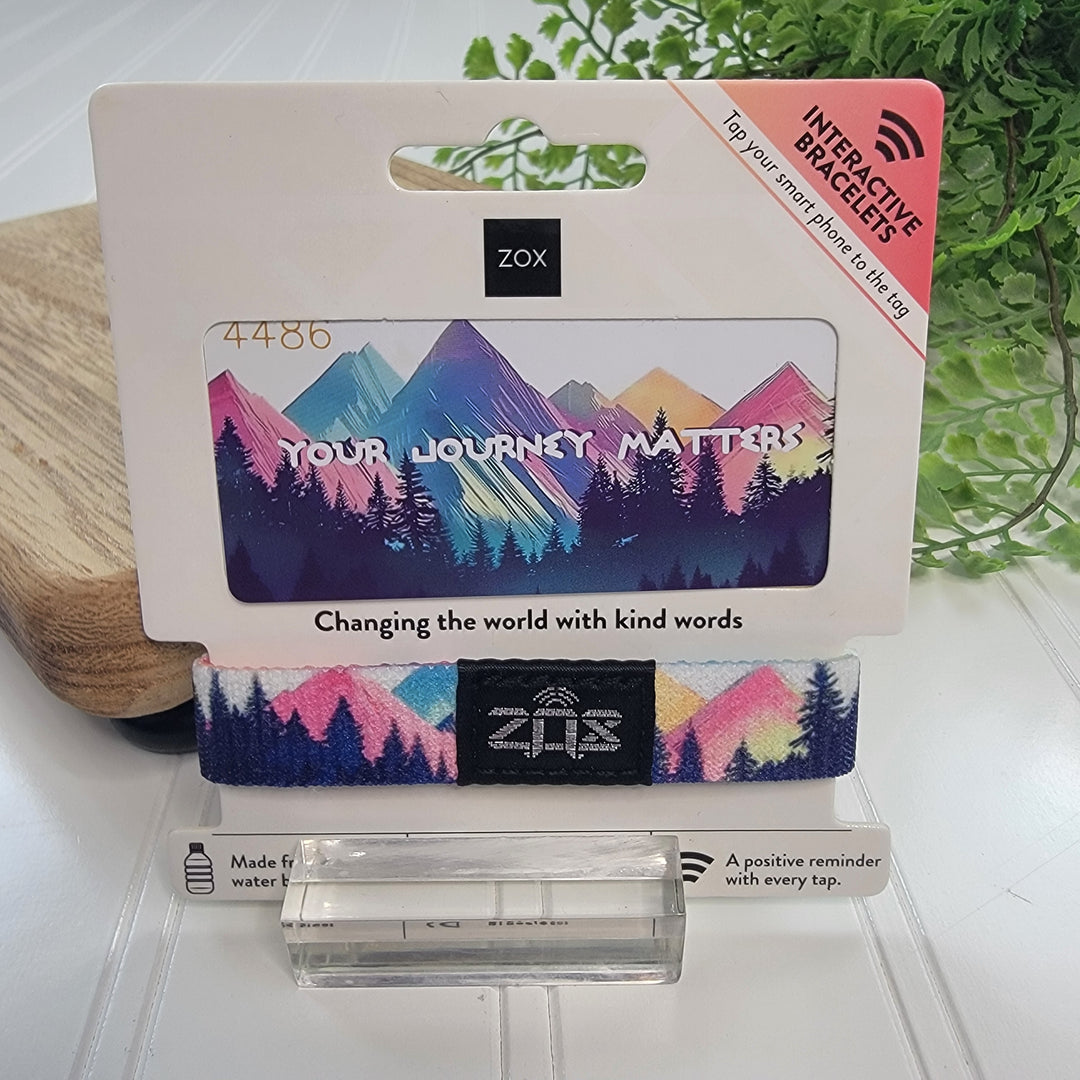 INTERACTIVE
BRACELETS
Tap your smart phone to the tag
ZOX
4486
YOUR JOURNEY MATTERS
Changing the world with kind words
ZOX
Made
water
A positive reminder
with every tap.